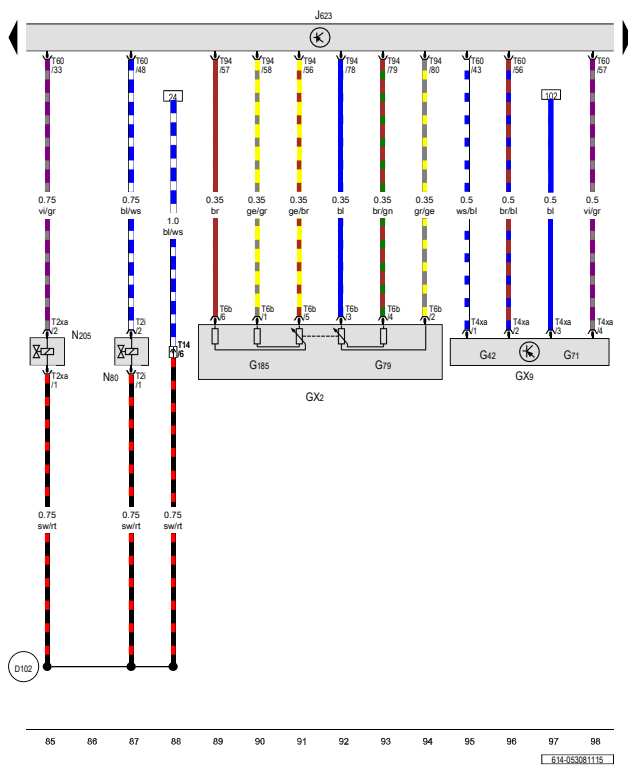 J623
T60 /33
T60 /48
T94 /57
T94 /58
T94 /56
T94 /78
T94 /79
T94 /80
T60 /43
T60 /56
T60 /57
24
102
0.75 vi/gr
0.75 bl/ws
1.0 bl/ws
0.35 br
0.35 ge/gr
0.35 ge/br
0.35 bl
0.35 br/gn
0.35 gr/ge
0.5 ws/bl
0.5 br/bl
0.5 bl
0.5 vi/gr
T2xa /2
T2i /2
T14 /6
T6b /6
T6b /1
T6b /5
T6b /3
T6b /4
T6b /2
T4xa /1
T4xa /2
T4xa /3
T4xa /4
N205
N80
G185
G79
G42
G71
GX2
GX9
T2xa /1
T2i /1
0.75 sw/rt
0.75 sw/rt
0.75 sw/rt
D102
85 86 87 88 89 90 91 92 93 94 95 96 97 98
614-053081115